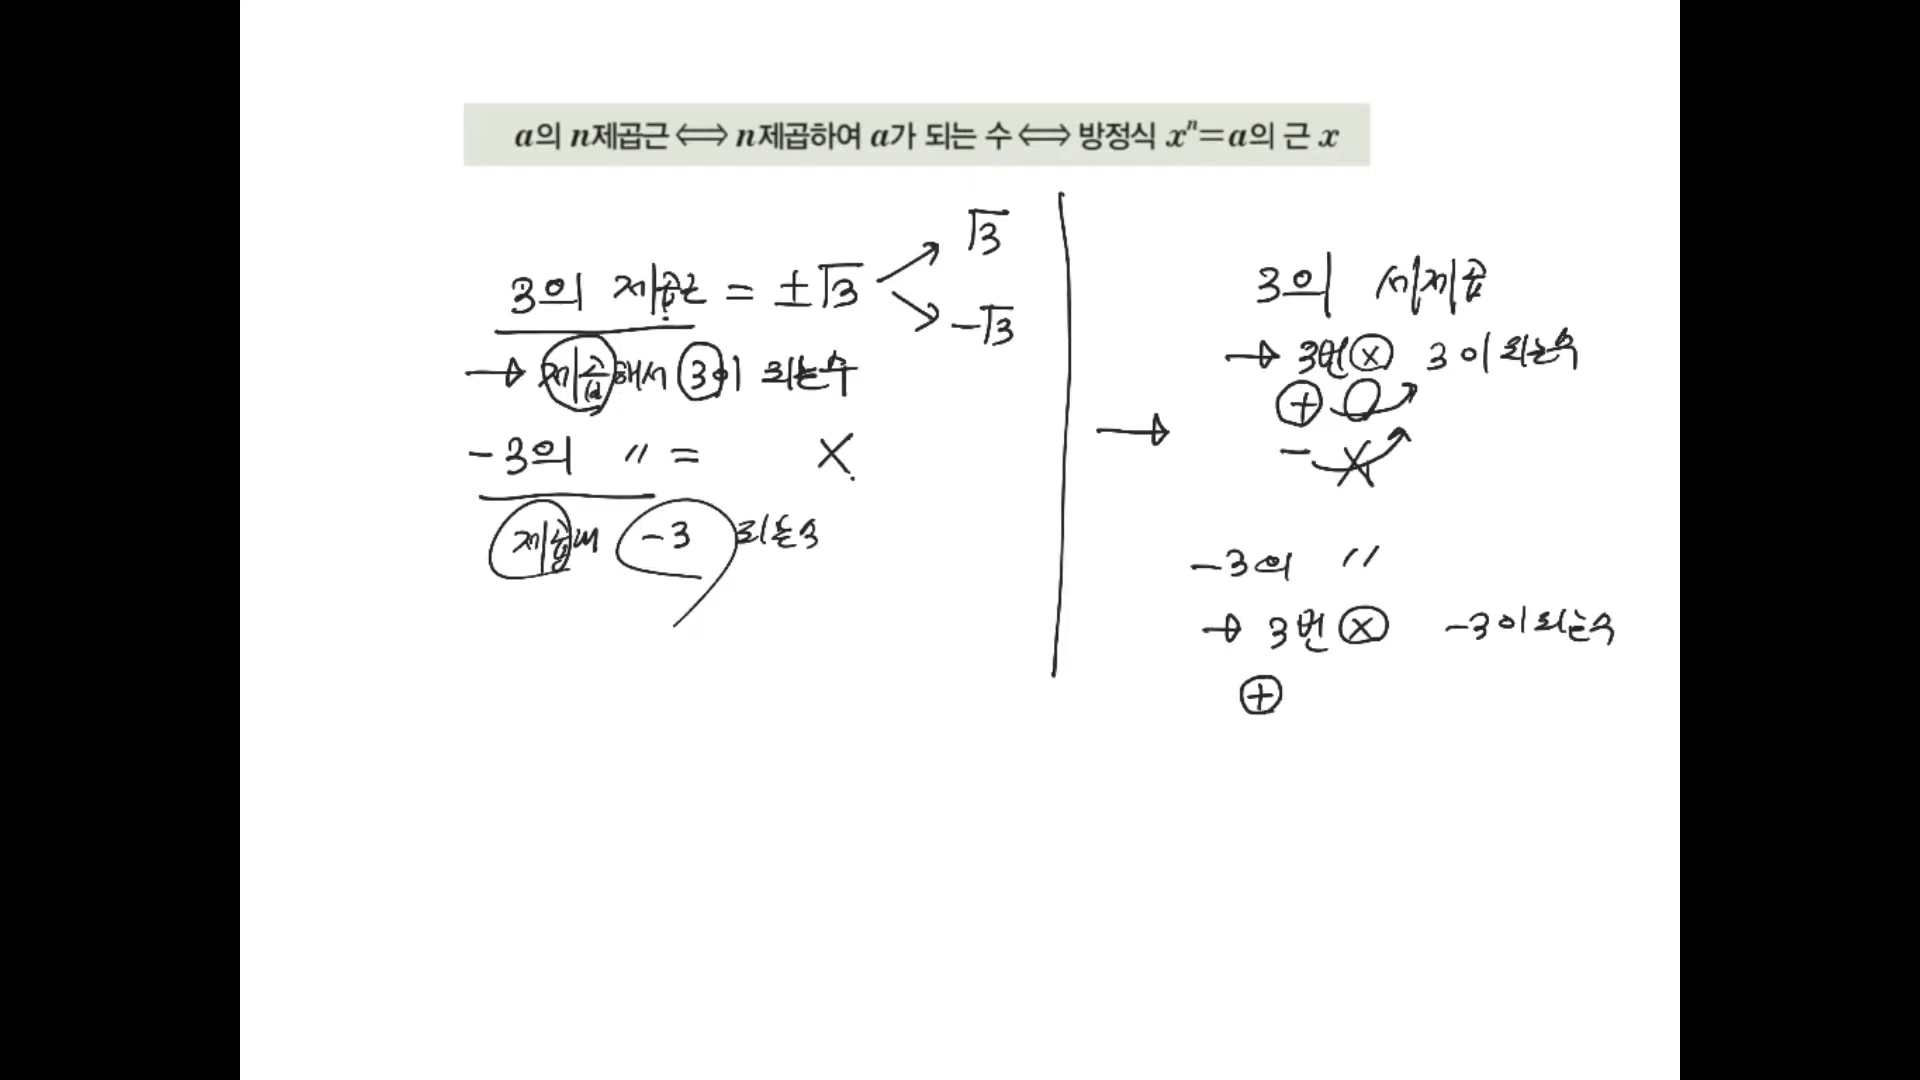 a의 n제곱근 ⟺ n제곱하여 a가 되는 수 ⟺ 방정식 xⁿ=a의 근 x
3의 제곱근 = ±√3
√3
-√3
→ 제곱해서 3이 되는수
-3의 〃 = X
제곱해 -3 되는수
3의 세제곱
→ 3번 ⓧ 3이 되는수
⊕ O
→
- X
-3의 〃
→ 3번 ⓧ -3이 되는수
⊕